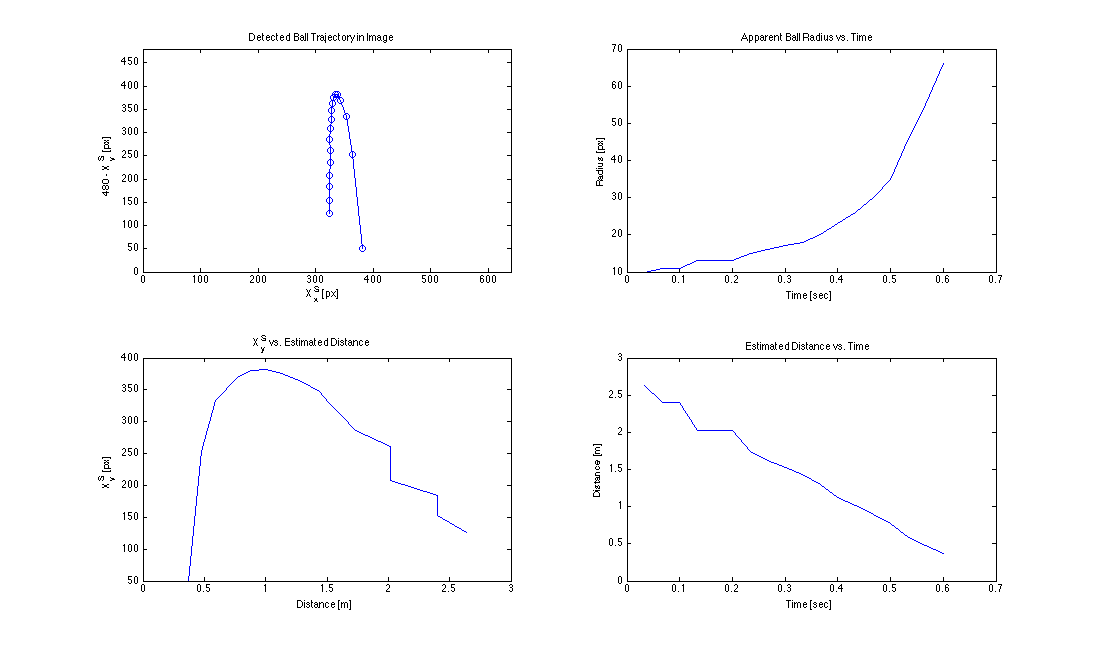 Detected Ball Trajectory in Image
450
400
350
300
250
200
150
100
50
0
0 100 200 300 400 500 600
480 - X_y^S [px]
X_x^S [px]
Apparent Ball Radius vs. Time
70
60
50
40
30
20
10
0 0.1 0.2 0.3 0.4 0.5 0.6 0.7
Radius [px]
Time [sec]
X_y^S vs. Estimated Distance
400
350
300
250
200
150
100
50
0 0.5 1 1.5 2 2.5 3
X_y^S [px]
Distance [m]
Estimated Distance vs. Time
3
2.5
2
1.5
1
0.5
0
0 0.1 0.2 0.3 0.4 0.5 0.6 0.7
Distance [m]
Time [sec]